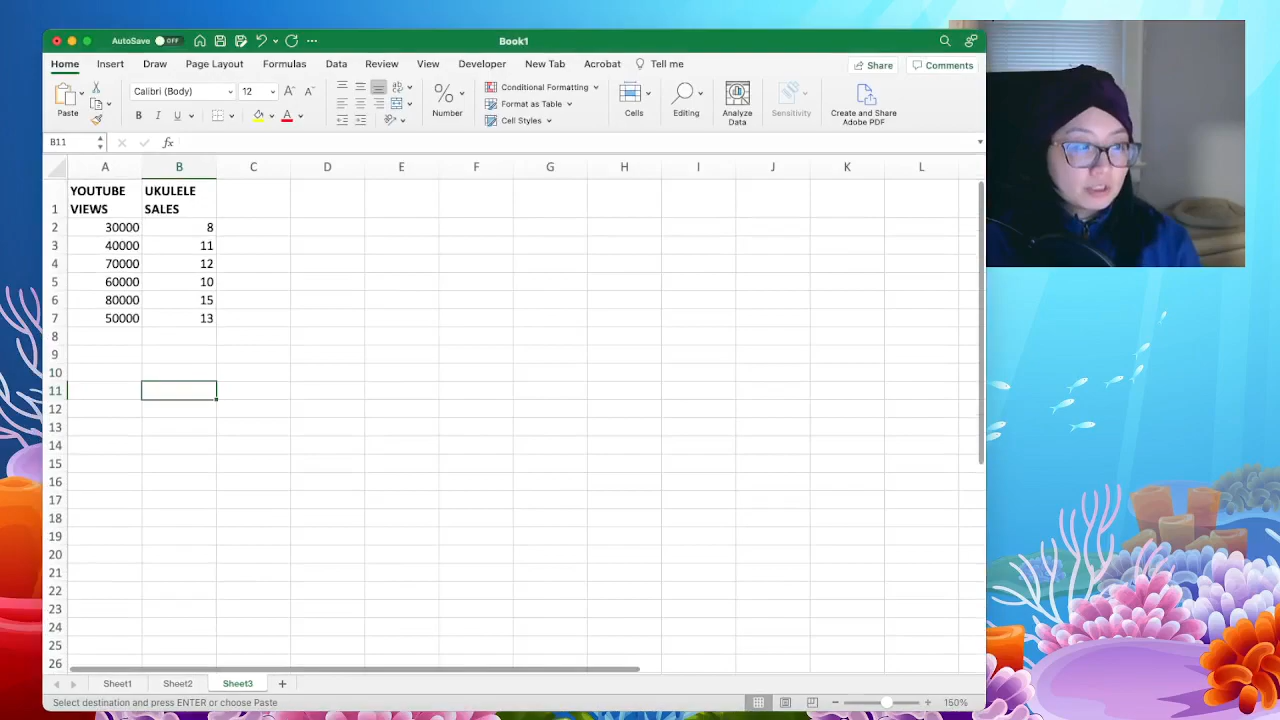 AutoSave OFF
Book1
Home Insert Draw Page Layout Formulas Data Review View Developer New Tab Acrobat Tell me
Share Comments
Paste
Calibri (Body) 12
B I U
A
Number
Conditional Formatting
Format as Table
Cell Styles
Cells
Editing
Analyze
Data
Sensitivity
Create and Share
Adobe PDF
B11 fx
A B C D E F G H I J K L
1 YOUTUBE VIEWS UKULELE SALES
2 30000 8
3 40000 11
4 70000 12
5 60000 10
6 80000 15
7 50000 13
8
9
10
11
12
13
14
15
16
17
18
19
20
21
22
23
24
25
26
Sheet1 Sheet2 Sheet3
Select destination and press ENTER or choose Paste
150%